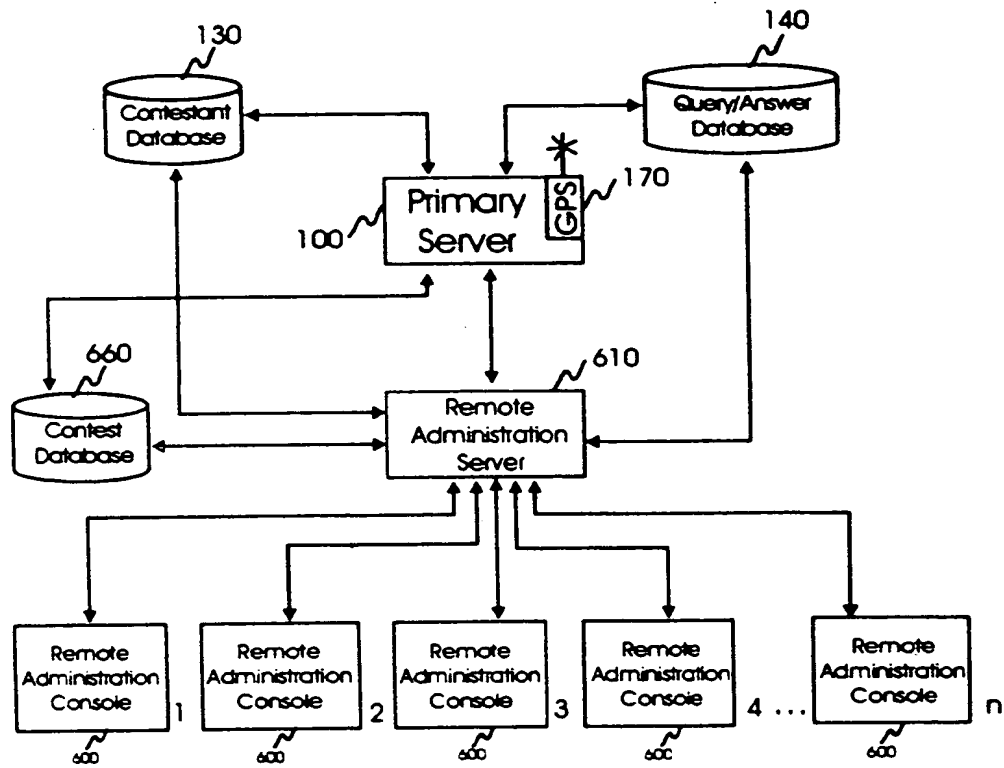 130
140
Contestant
Database
Query/Answer
Database
Primary
Server
GPS
170
100
660
610
Contest
Database
Remote
Administration
Server
Remote
Administration
Console
1
600
Remote
Administration
Console
2
600
Remote
Administration
Console
3
600
Remote
Administration
Console
4 ...
600
Remote
Administration
Console
n
600